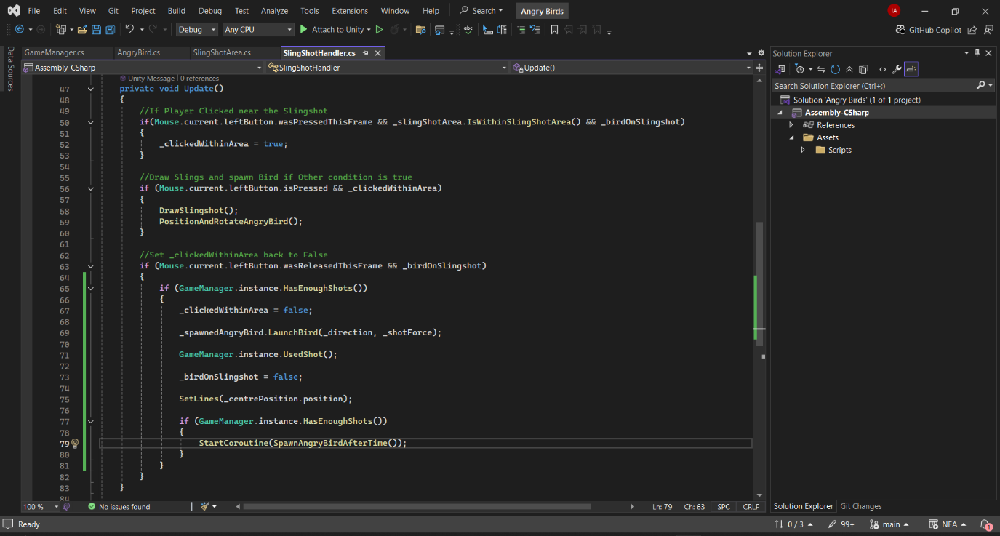 File Edit View Git Project Build Debug Test Analyze Tools Extensions Window Help Search Angry Birds IA
Debug Any CPU Attach to Unity abc GitHub Copilot
Data Sources
GameManager.cs AngryBird.cs SlingShotArea.cs SlingShotHandler.cs
Assembly-CSharp SlingShotHandler Update()
Unity Message | 0 references
47 private void Update()
48 {
49 //If Player Clicked near the Slingshot
50 if(Mouse.current.leftButton.wasPressedThisFrame && _slingShotArea.IsWithinSlingShotArea() && _birdOnSlingshot)
51 {
52 _clickedWithinArea = true;
53 }
54
55 //Draw Slings and spawn Bird if Other condition is true
56 if (Mouse.current.leftButton.isPressed && _clickedWithinArea)
57 {
58 DrawSlingshot();
59 PositionAndRotateAngryBird();
60 }
61
62 //Set _clickedWithinArea back to False
63 if (Mouse.current.leftButton.wasReleasedThisFrame && _birdOnSlingshot)
64 {
65 if (GameManager.instance.HasEnoughShots())
66 {
67 _clickedWithinArea = false;
68
69 _spawnedAngryBird.LaunchBird(_direction, _shotForce);
70
71 GameManager.instance.UsedShot();
72
73 _birdOnSlingshot = false;
74
75 SetLines(_centrePosition.position);
76
77 if (GameManager.instance.HasEnoughShots())
78 {
79 StartCoroutine(SpawnAngryBirdAfterTime());
80 }
81 }
82 }
83 }
84
100 % No issues found Ln: 79 Ch: 63 SPC CRLF
Solution Explorer
Search Solution Explorer (Ctrl+;)
Solution 'Angry Birds' (1 of 1 project)
Assembly-CSharp
References
Assets
Scripts
Solution Explorer Git Changes
Ready 0 / 3 99+ main NEA 1